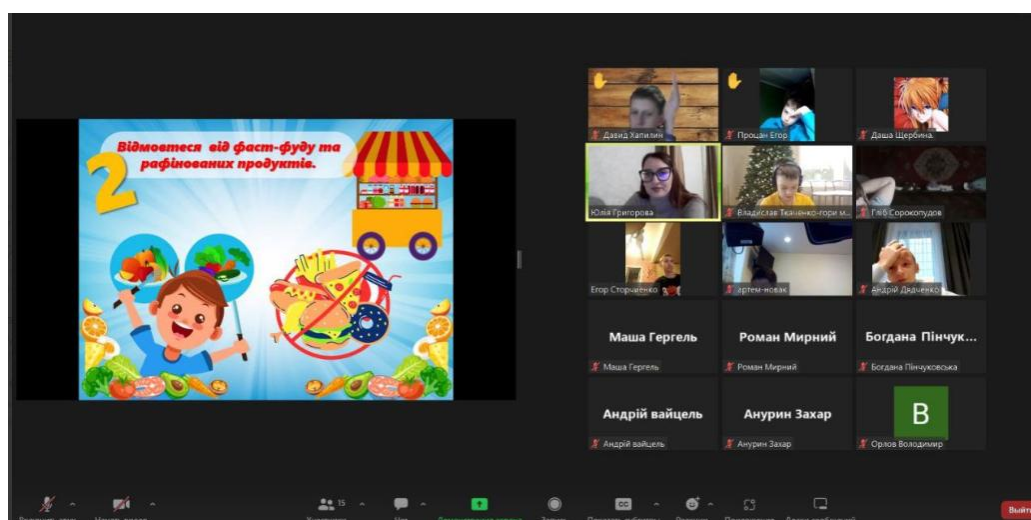 2
Відмовтеся від фаст-фуду та
рафінованих продуктів.
Давид Хапилин
Процан Егор
Даша Щербина.
Юлія Григорова
Владислав Ткаченко-гори м...
Гліб Сорокопудов
Егор Сторчиенко
артем-новак
Андрій Дядченко
Маша Гергель
Роман Мирний
Богдана Пінчук...
Маша Гергель
Роман Мирний
Богдана Пінчуковська
Андрій вайцель
Анурин Захар
В
Андрій вайцель
Анурин Захар
Орлов Володимир
15
CC
Выйти